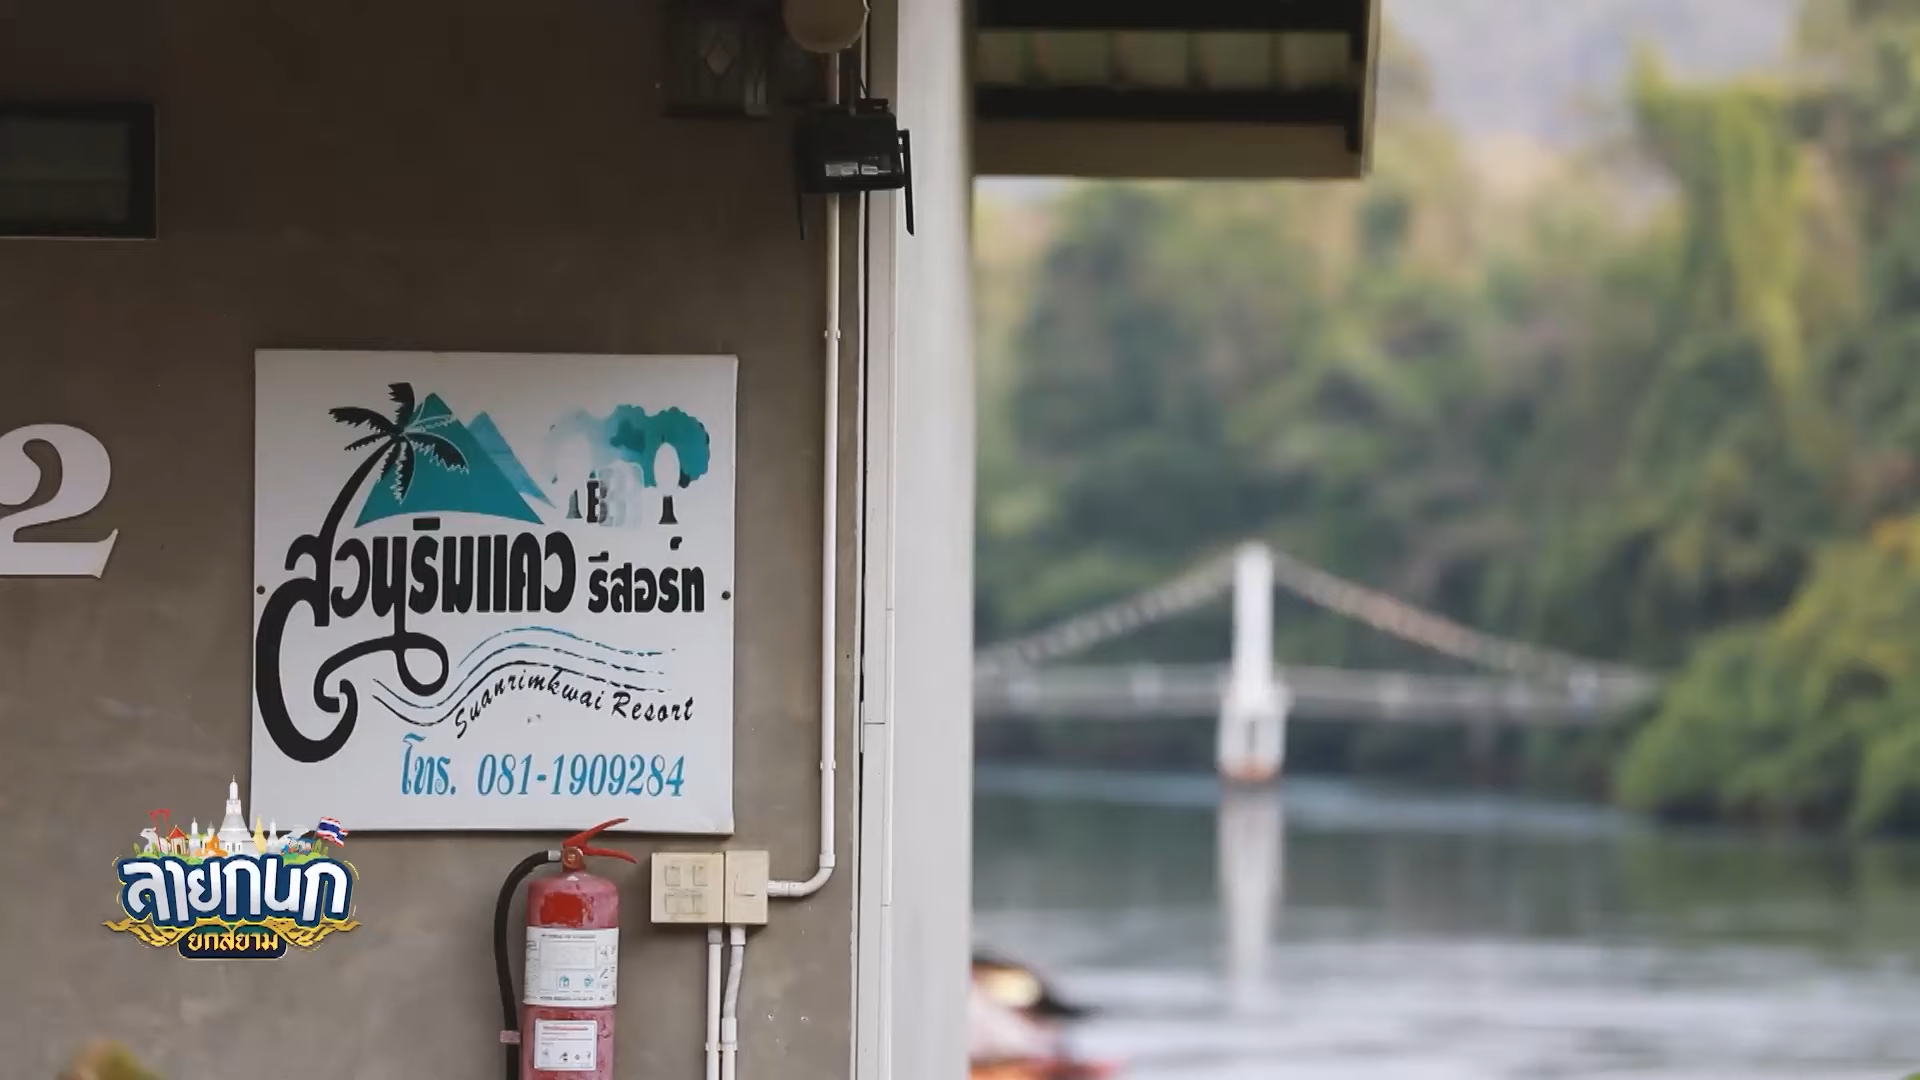 2
สวนริมแคว รีสอร์ท
Suanrimkwai Resort
โทร. 081-1909284
ลายกนก
ยกสยาม